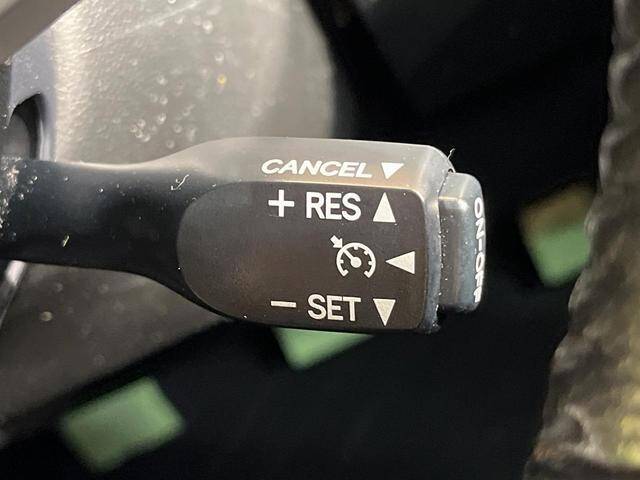 CANCEL ▼
+ RES ▲
◀
− SET ▼
ON-OFF